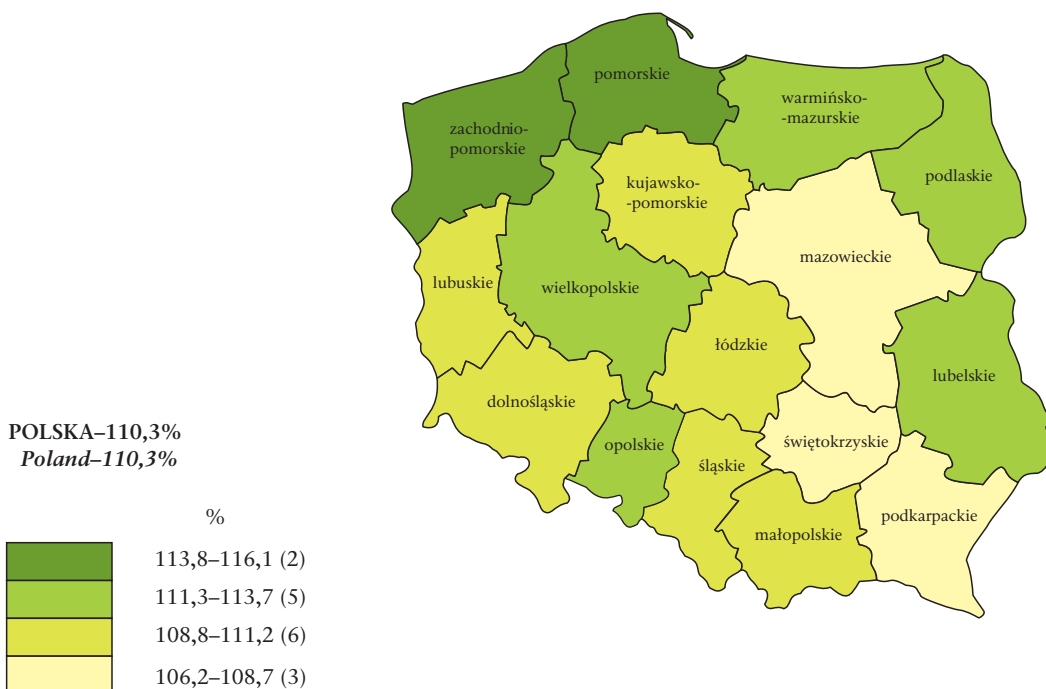 pomorskie
warmińsko-
-mazurskie
zachodnio-
pomorskie
podlaskie
kujawsko-
-pomorskie
mazowieckie
lubuskie
wielkopolskie
łódzkie
lubelskie
dolnośląskie
świętokrzyskie
opolskie
śląskie
podkarpackie
małopolskie
POLSKA–110,3%
Poland–110,3%
%
113,8–116,1 (2)
111,3–113,7 (5)
108,8–111,2 (6)
106,2–108,7 (3)